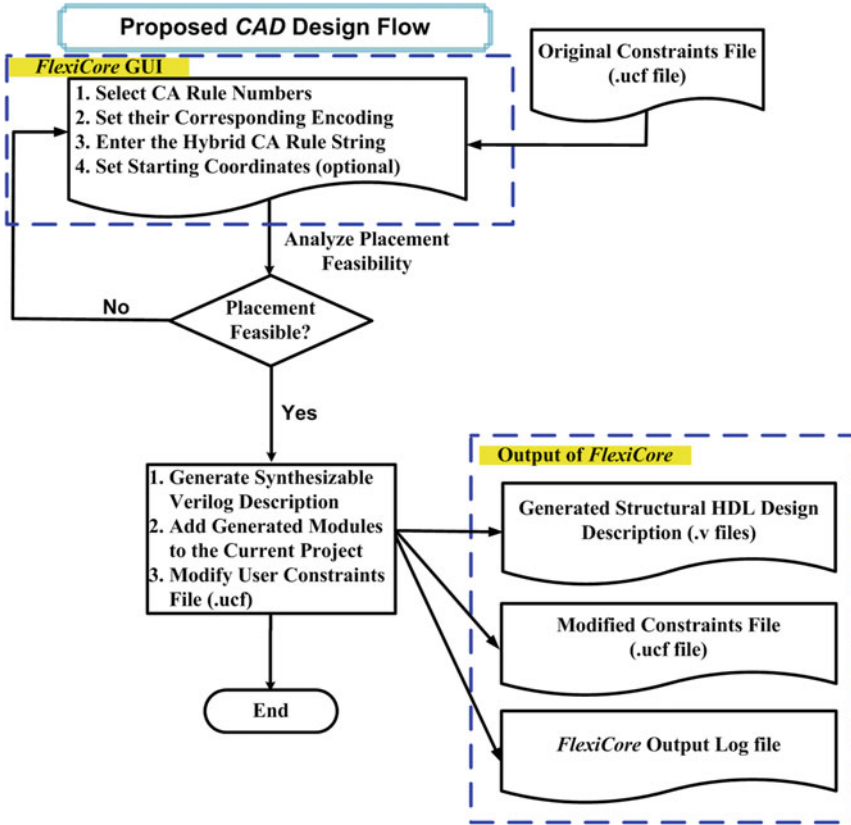 Proposed CAD Design Flow
FlexiCore GUI
1. Select CA Rule Numbers
2. Set their Corresponding Encoding
3. Enter the Hybrid CA Rule String
4. Set Starting Coordinates (optional)
Original Constraints File
(.ucf file)
Analyze Placement
Feasibility
No
Placement
Feasible?
Yes
1. Generate Synthesizable
Verilog Description
2. Add Generated Modules
to the Current Project
3. Modify User Constraints
File (.ucf)
End
Output of FlexiCore
Generated Structural HDL Design
Description (.v files)
Modified Constraints File
(.ucf file)
FlexiCore Output Log file